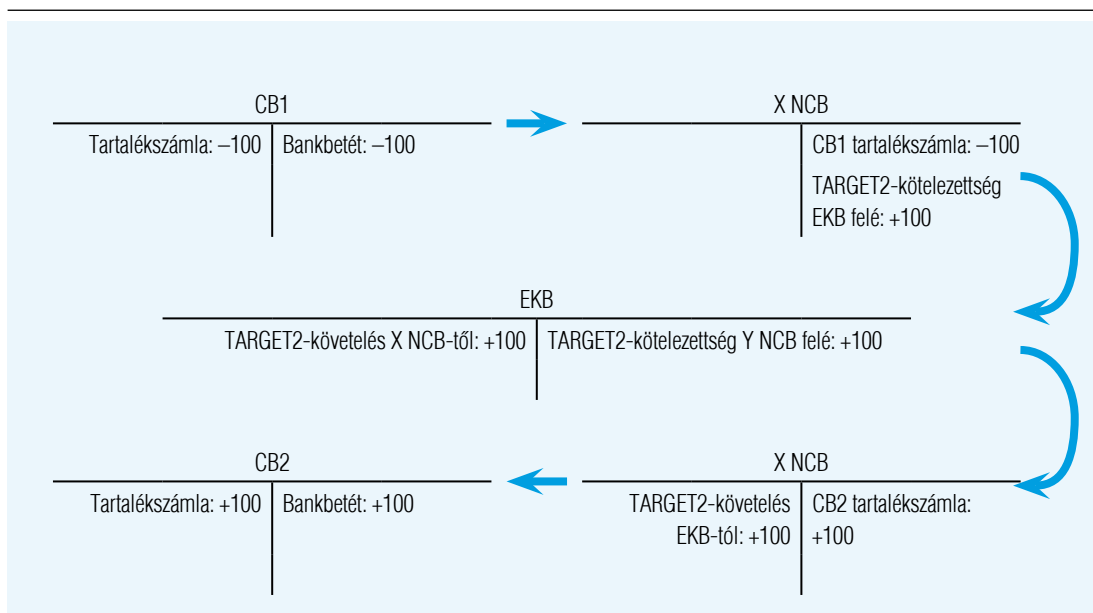 CB1
Tartalékszámla: –100
Bankbetét: –100
X NCB
CB1 tartalékszámla: –100
TARGET2-kötelezettség
EKB felé: +100
EKB
TARGET2-követelés X NCB-től: +100
TARGET2-kötelezettség Y NCB felé: +100
CB2
Tartalékszámla: +100
Bankbetét: +100
X NCB
TARGET2-követelés
EKB-tól: +100
CB2 tartalékszámla:
+100